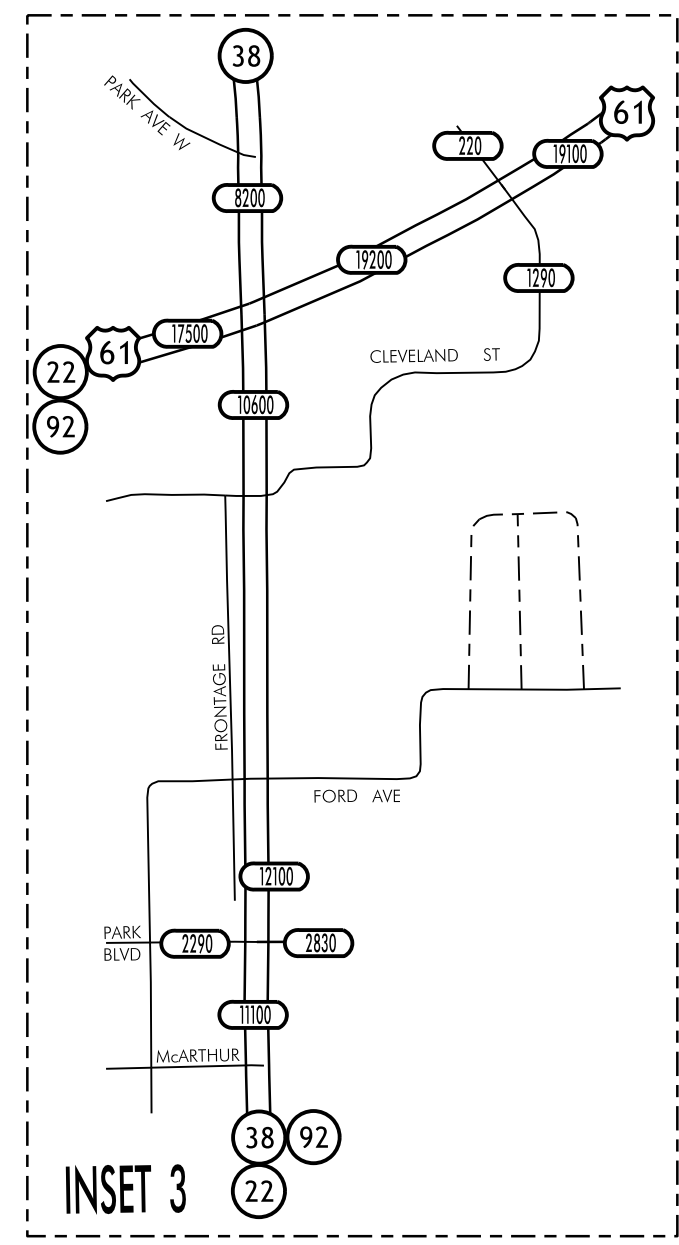 38
PARK AVE W
61
220
19100
8200
19200
1290
17500
61
22
CLEVELAND ST
10600
92
FRONTAGE RD
FORD AVE
12100
PARK
BLVD
2290
2830
11100
McARTHUR
38
92
22
INSET 3